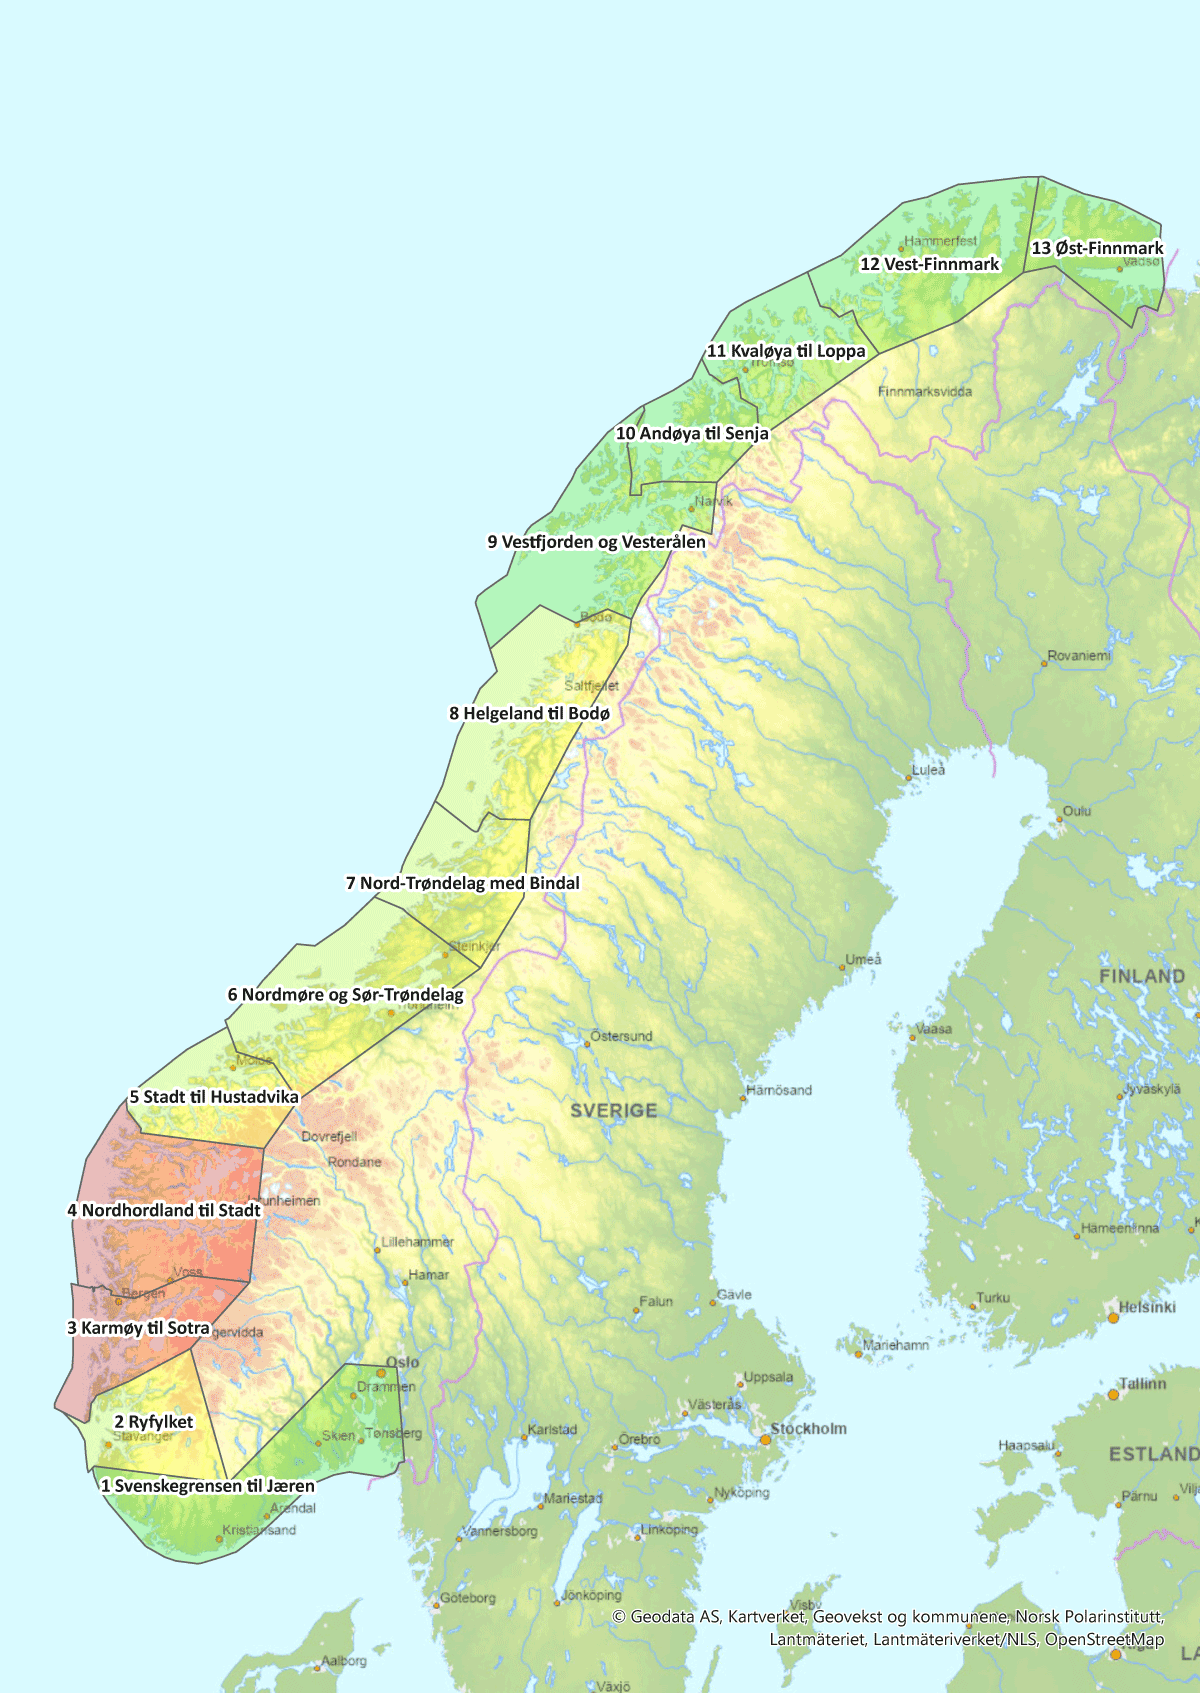 Hammerfest
13 Øst-Finnmark
Vadsø
12 Vest-Finnmark
11 Kvaløya til Loppa
Tromsø
Finnmarksvidda
10 Andøya til Senja
Narvik
9 Vestfjorden og Vesterålen
Bodø
Rovaniemi
Saltfjellet
8 Helgeland til Bodø
Luleå
Oulu
7 Nord-Trøndelag med Bindal
Steinkjer
Umeå
FINLAND
6 Nordmøre og Sør-Trøndelag
Trondheim
Vaasa
Östersund
Molde
5 Stadt til Hustadvika
Härnösand
Jyväskylä
SVERIGE
Dovrefjell
Rondane
Jotunheimen
4 Nordhordland til Stadt
Hämeenlinna
Lillehammer
Voss
Hamar
Bergen
Gävle
Falun
Turku
Helsinki
3 Karmøy til Sotra
gervidda
Mariehamn
Oslo
Drammen
Uppsala
Tallinn
Västerås
2 Ryfylket
Stavanger
Skien
Tønsberg
Karlstad
Örebro
Stockholm
Haapsalu
ESTLAND
1 Svenskegrensen til Jæren
Arendal
Mariestad
Nyköping
Pärnu
Vilja
Kristiansand
Vannersborg
Linköping
Göteborg
Jönköping
Visby
© Geodata AS, Kartverket, Geovekst og kommunene, Norsk Polarinstitutt,
Lantmäteriet, Lantmäteriverket/NLS, OpenStreetMap
Aalborg
Växjö